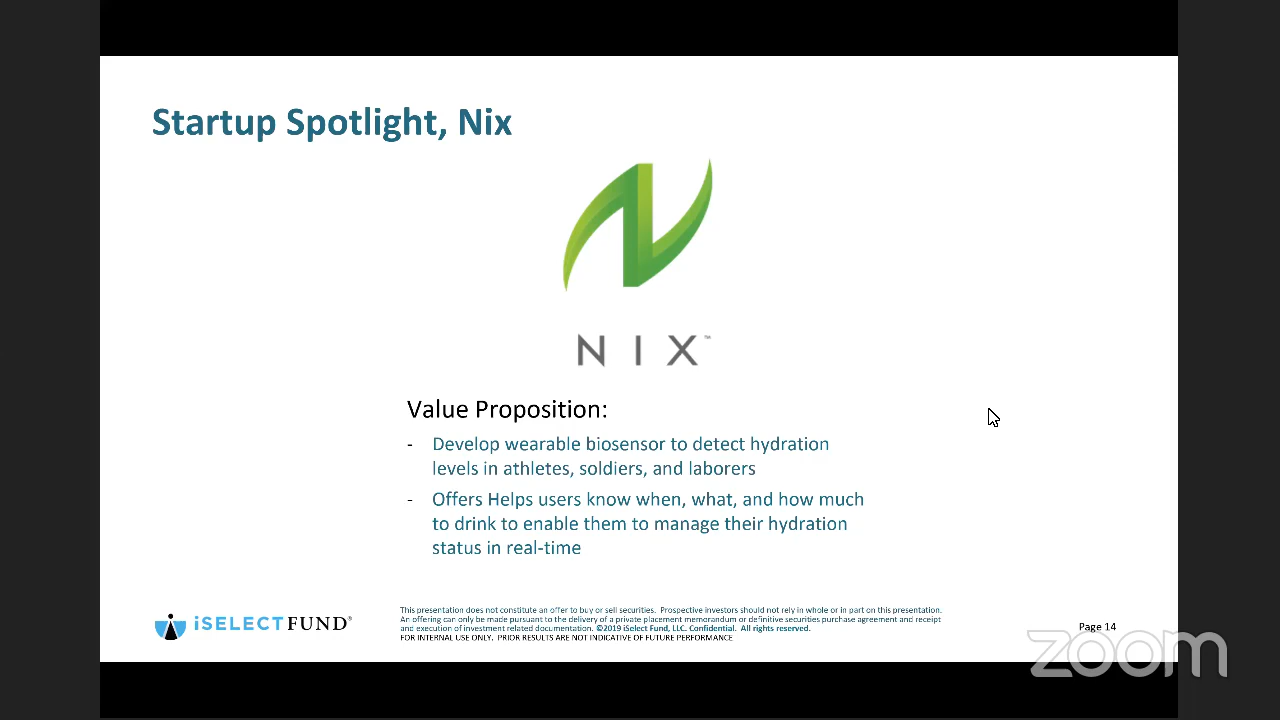 Startup Spotlight, Nix
NIX™
Value Proposition:
- Develop wearable biosensor to detect hydration
levels in athletes, soldiers, and laborers
- Offers Helps users know when, what, and how much
to drink to enable them to manage their hydration
status in real-time
iSELECTFUND®
This presentation does not constitute an offer to buy or sell securities. Prospective investors should not rely in whole or in part on this presentation.
An offering can only be made pursuant to the delivery of a private placement memorandum or definitive securities purchase agreement and receipt
and execution of investment related documentation. ©2019 iSelect Fund, LLC. Confidential. All rights reserved.
FOR INTERNAL USE ONLY. PRIOR RESULTS ARE NOT INDICATIVE OF FUTURE PERFORMANCE
Page 14
zoom